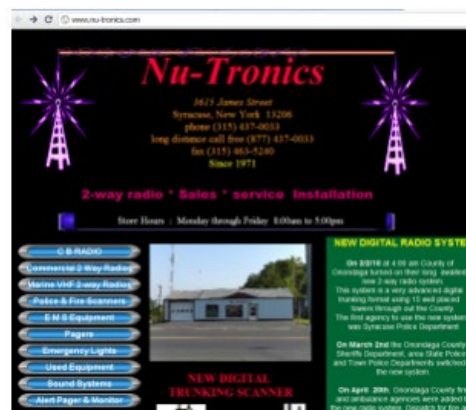 www.nu-tronics.com
Nu-Tronics
3615 James Street
Syracuse, New York 13206
phone (315) 437-0033
long distance call free (877) 437-0033
fax (315) 463-5240
Since 1971
2-way radio * Sales * service Installation
Store Hours : Monday through Friday 8:00am to 5:00pm
C B RADIO
Commercial 2 Way Radios
Marine VHF 2-way Radios
Police & Fire Scanners
E M S Equipment
Pagers
Emergency Lights
Used Equipment
Sound Systems
Alert Pager & Monitor
NEW DIGITAL
TRUNKING SCANNER
NEW DIGITAL RADIO SYSTE
at 4:00 am County of
Onondaga turned on their long awaited
new 2-way radio system
This system is a very advanced digital
trunking format using 15 well placed
towers through out the County
The first agency to use the new system
was Syracuse Police Department
On March 2nd the Onondaga County
Sheriffs Department, area State Police
and Town Police Departments switched
the new system.
On April 20th, Onondaga County fire
and ambulance agencies were added